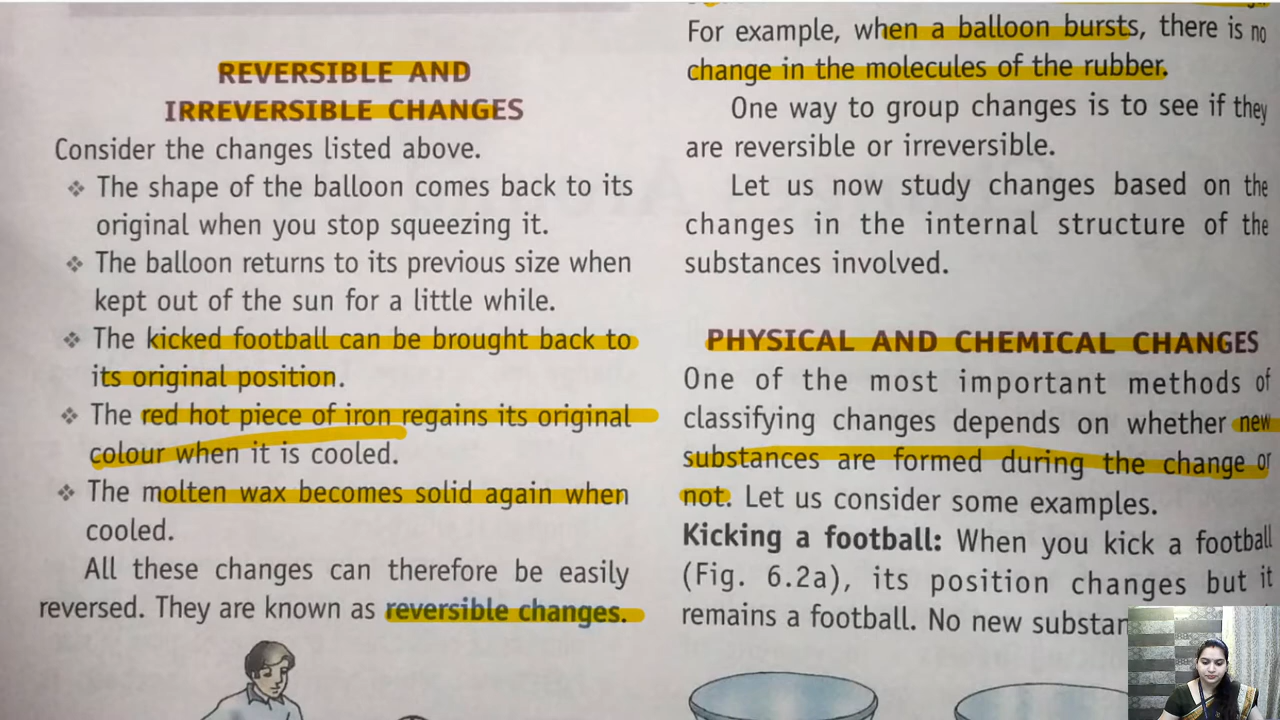 REVERSIBLE AND
IRREVERSIBLE CHANGES
Consider the changes listed above.
❖ The shape of the balloon comes back to its
original when you stop squeezing it.
❖ The balloon returns to its previous size when
kept out of the sun for a little while.
❖ The kicked football can be brought back to
its original position.
❖ The red hot piece of iron regains its original
colour when it is cooled.
❖ The molten wax becomes solid again when
cooled.
All these changes can therefore be easily
reversed. They are known as reversible changes.
For example, when a balloon bursts, there is no
change in the molecules of the rubber.
One way to group changes is to see if they
are reversible or irreversible.
Let us now study changes based on the
changes in the internal structure of the
substances involved.
PHYSICAL AND CHEMICAL CHANGES
One of the most important methods of
classifying changes depends on whether new
substances are formed during the change or
not. Let us consider some examples.
Kicking a football: When you kick a football
(Fig. 6.2a), its position changes but it
remains a football. No new